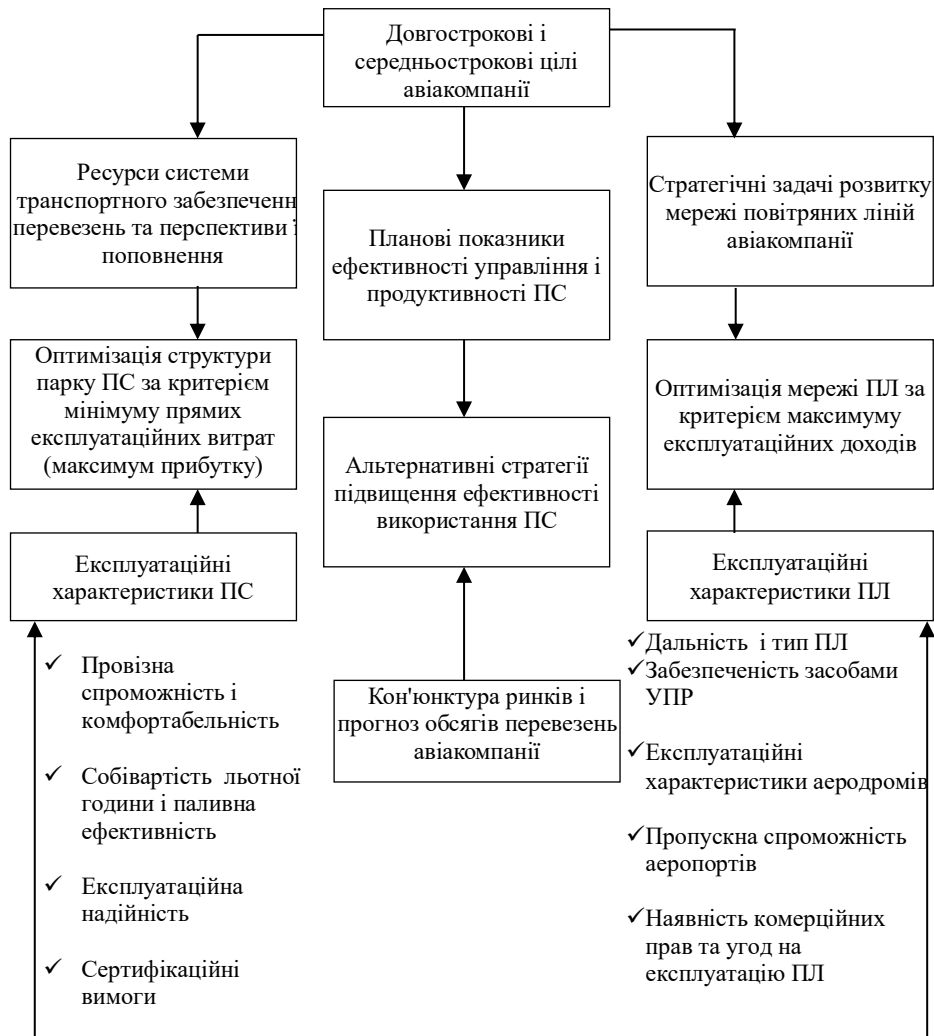 Довгострокові і
середньострокові цілі
авіакомпанії
Ресурси системи
транспортного забезпеченн
перевезень та перспективи ї
поповнення
Планові показники
ефективності управління і
продуктивності ПС
Стратегічні задачі розвитку
мережі повітряних ліній
авіакомпанії
Оптимізація структури
парку ПС за критерієм
мінімуму прямих
експлуатаційних витрат
(максимум прибутку)
Альтернативні стратегії
підвищення ефективності
використання ПС
Оптимізація мережі ПЛ за
критерієм максимуму
експлуатаційних доходів
Експлуатаційні
характеристики ПС
Експлуатаційні
характеристики ПЛ
✓ Провізна
спроможність і
комфортабельність
✓ Собівартість льотної
години і паливна
ефективність
✓ Експлуатаційна
надійність
✓ Сертифікаційні
вимоги
Кон'юнктура ринків і
прогноз обсягів перевезень
авіакомпанії
✓Дальність і тип ПЛ
✓Забезпеченість засобами
УПР
✓Експлуатаційні
характеристики аеродромів
✓Пропускна спроможність
аеропортів
✓Наявність комерційних
прав та угод на
експлуатацію ПЛ